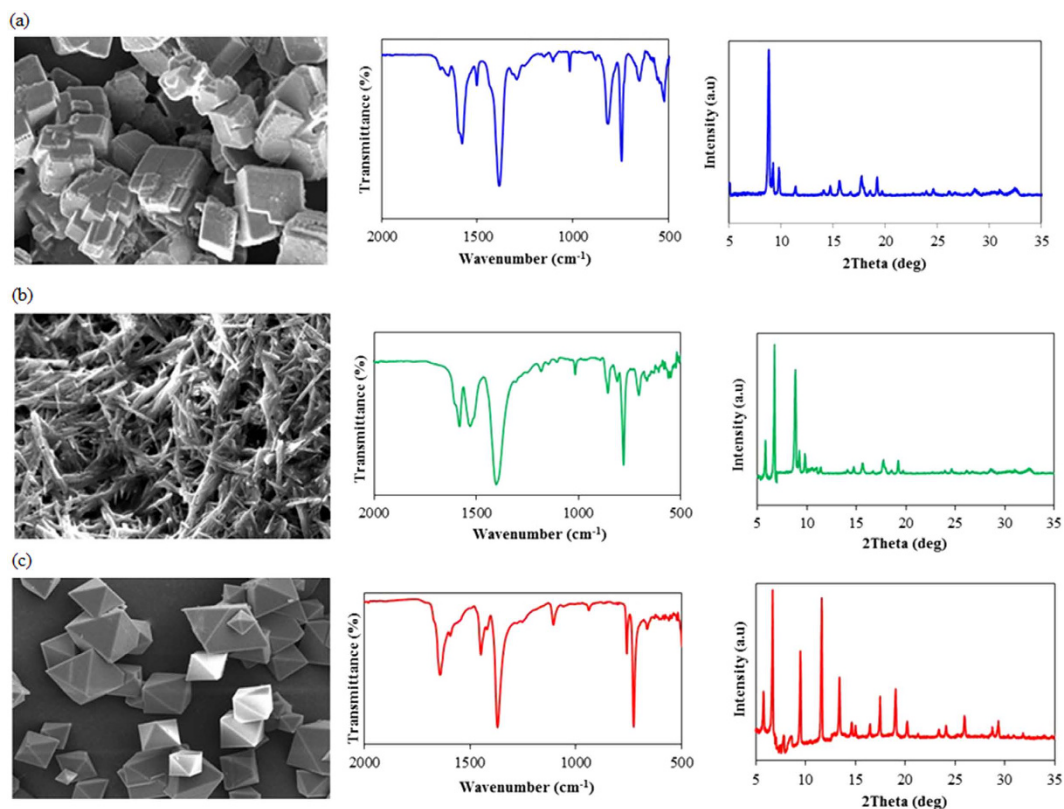 (a)
Transmittance (%)
2000 1500 1000 500
Wavenumber (cm-1)
Intensity (a.u)
5 10 15 20 25 30 35
2Theta (deg)
(b)
Transmittance (%)
2000 1500 1000 500
Wavenumber (cm-1)
Intensity (a.u)
5 10 15 20 25 30 35
2Theta (deg)
(c)
Transmittance (%)
2000 1500 1000 500
Wavenumber (cm-1)
Intensity (a.u)
5 10 15 20 25 30 35
2Theta (deg)